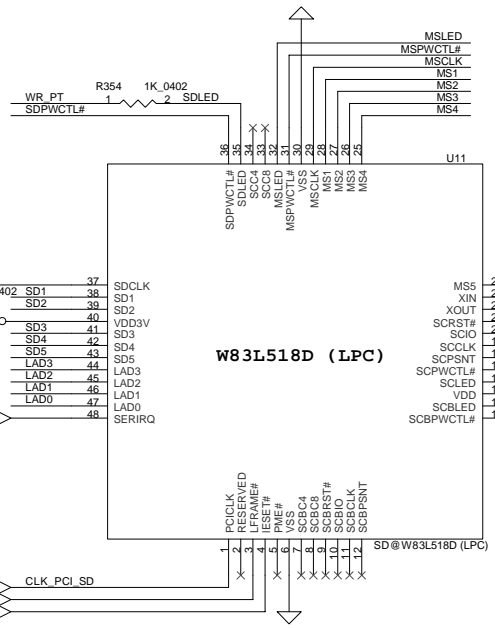 MSLED
MSPWCTL#
MSCLK
MS1
MS2
MS3
MS4
R354 1K_0402
WR_PT 1 2 SDLED
SDPWCTL#
36 35 34 33 32 31 30 29 28 27 26 25
U11
SDPWCTL# SDLED SCC4 SCC8 MSLED MSPWCTL# VSS MSCLK MS1 MS2 MS3 MS4
37 SDCLK MS5
402 SD1 38 SD1 XIN
SD2 39 SD2 XOUT
40 VDD3V SCRST#
SD3 41 SD3 SCIO
SD4 42 SD4 SCCLK
SD5 43 SD5 SCPSNT
LAD3 44 LAD3 SCPWCTL#
LAD2 45 LAD2 SCLED
LAD1 46 LAD1 VDD
LAD0 47 LAD0 SCBLED
48 SERIRQ SCBPWCTL#
W83L518D (LPC)
PCICLK RESERVED LFRAME# IESET# PME# VSS SCBC4 SCBC8 SCBRST# SCBIO SCBCLK SCBPSNT
1 2 3 4 5 6 7 8 9 10 11 12
SD@W83L518D (LPC)
CLK_PCI_SD